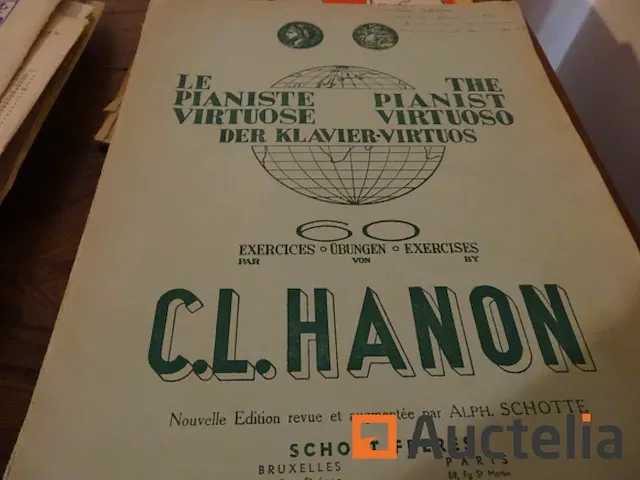 LE THE
PIANISTE PIANIST
VIRTUOSE VIRTUOSO
DER KLAVIER-VIRTUOS
60
EXERCICES o ÜBUNGEN o EXERCISES
PAR VON BY
C.L. HANON
Nouvelle Edition revue et augmentée par ALPH. SCHOTTE
SCHOTT FRERES
Auctelia
BRUXELLES PARIS